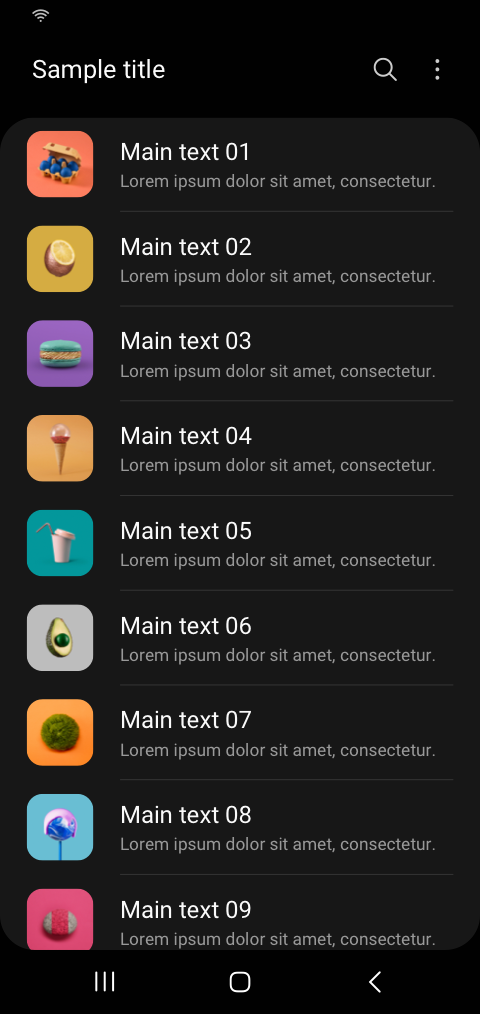 Sample title
Main text 01
Lorem ipsum dolor sit amet, consectetur.
Main text 02
Lorem ipsum dolor sit amet, consectetur.
Main text 03
Lorem ipsum dolor sit amet, consectetur.
Main text 04
Lorem ipsum dolor sit amet, consectetur.
Main text 05
Lorem ipsum dolor sit amet, consectetur.
Main text 06
Lorem ipsum dolor sit amet, consectetur.
Main text 07
Lorem ipsum dolor sit amet, consectetur.
Main text 08
Lorem ipsum dolor sit amet, consectetur.
Main text 09
Lorem ipsum dolor sit amet, consectetur.